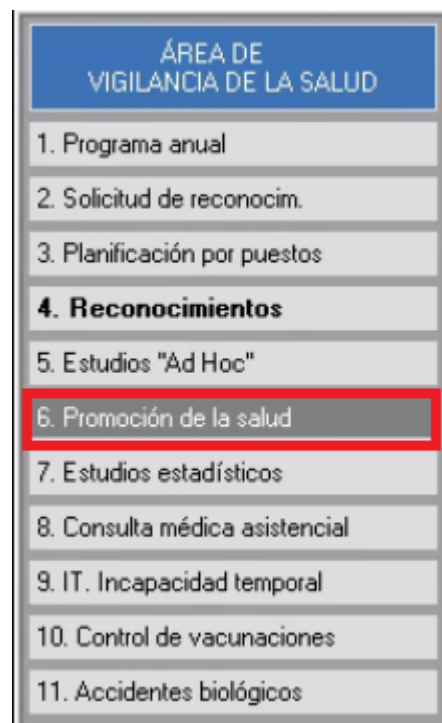 ÁREA DE
VIGILANCIA DE LA SALUD
1. Programa anual
2. Solicitud de reconocim.
3. Planificación por puestos
4. Reconocimientos
5. Estudios "Ad Hoc"
6. Promoción de la salud
7. Estudios estadísticos
8. Consulta médica asistencial
9. IT. Incapacidad temporal
10. Control de vacunaciones
11. Accidentes biológicos